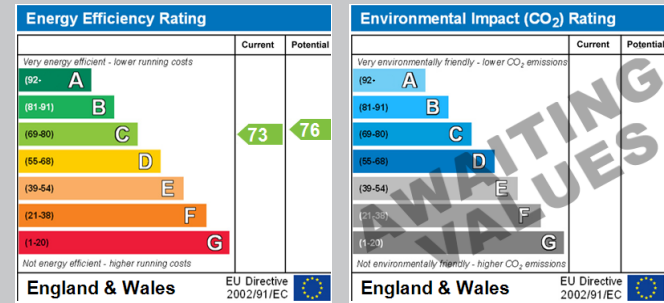 Energy Efficiency Rating
Current Potential
Very energy efficient - lower running costs
(92- A
(81-91) B
(69-80) C 73 76
(55-68) D
(39-54) E
(21-38) F
(1-20) G
Not energy efficient - higher running costs
England & Wales
EU Directive
2002/91/EC
Environmental Impact (CO₂) Rating
Current Potential
Very environmentally friendly - lower CO₂ emissions
(92- A
(81-91) B
(69-80) C
(55-68) D
(39-54) E
(21-38) F
(1-20) G
Not environmentally friendly - higher CO₂ emissions
AWAITING
VALUES
England & Wales
EU Directive
2002/91/EC